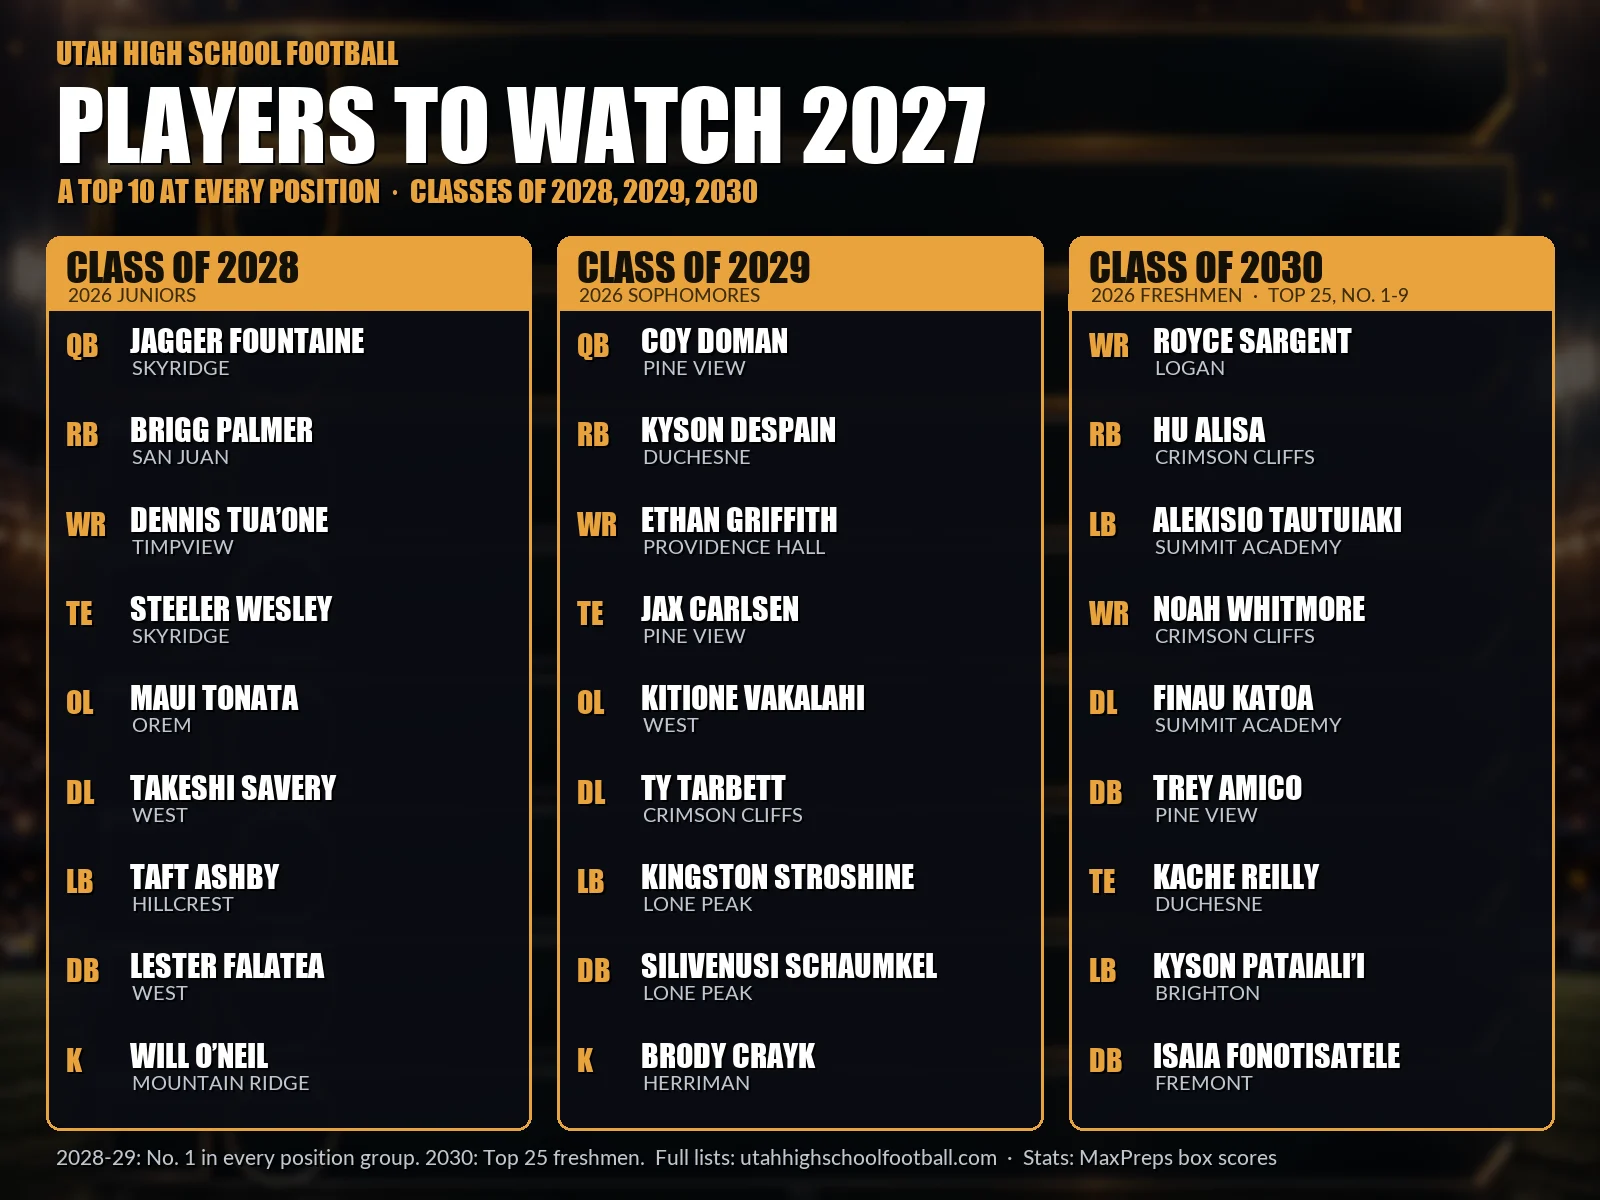 UTAH HIGH SCHOOL FOOTBALL
PLAYERS TO WATCH 2027
A TOP 10 AT EVERY POSITION · CLASSES OF 2028, 2029, 2030
CLASS OF 2028
2026 JUNIORS
QB JAGGER FOUNTAINE
SKYRIDGE
RB BRIGG PALMER
SAN JUAN
WR DENNIS TUA’ONE
TIMPVIEW
TE STEELER WESLEY
SKYRIDGE
OL MAUI TONATA
OREM
DL TAKESHI SAVERY
WEST
LB TAFT ASHBY
HILLCREST
DB LESTER FALATEA
WEST
K WILL O’NEIL
MOUNTAIN RIDGE
CLASS OF 2029
2026 SOPHOMORES
QB COY DOMAN
PINE VIEW
RB KYSON DESPAIN
DUCHESNE
WR ETHAN GRIFFITH
PROVIDENCE HALL
TE JAX CARLSEN
PINE VIEW
OL KITIONE VAKALAHI
WEST
DL TY TARBETT
CRIMSON CLIFFS
LB KINGSTON STROSHINE
LONE PEAK
DB SILIVENUSI SCHAUMKEL
LONE PEAK
K BRODY CRAYK
HERRIMAN
CLASS OF 2030
2026 FRESHMEN · TOP 25, NO. 1-9
WR ROYCE SARGENT
LOGAN
RB HU ALISA
CRIMSON CLIFFS
LB ALEKISIO TAUTUIAKI
SUMMIT ACADEMY
WR NOAH WHITMORE
CRIMSON CLIFFS
DL FINAU KATOA
SUMMIT ACADEMY
DB TREY AMICO
PINE VIEW
TE KACHE REILLY
DUCHESNE
LB KYSON PATAIALI’I
BRIGHTON
DB ISAIA FONOTISATELE
FREMONT
2028-29: No. 1 in every position group. 2030: Top 25 freshmen. Full lists: utahhighschoolfootball.com · Stats: MaxPreps box scores